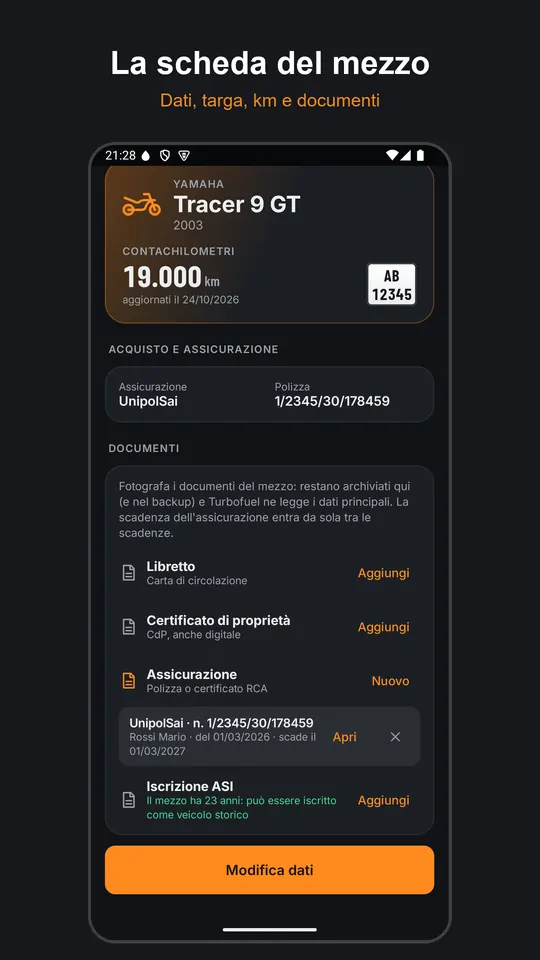 La scheda del mezzo
Dati, targa, km e documenti
21:28
YAMAHA
Tracer 9 GT
2003
CONTACHILOMETRI
19.000 km
aggiornati il 24/10/2026
AB
12345
ACQUISTO E ASSICURAZIONE
Assicurazione
UnipolSai
Polizza
1/2345/30/178459
DOCUMENTI
Fotografa i documenti del mezzo: restano archiviati qui
(e nel backup) e Turbofuel ne legge i dati principali. La
scadenza dell'assicurazione entra da sola tra le
scadenze.
Libretto
Carta di circolazione
Aggiungi
Certificato di proprietà
CdP, anche digitale
Aggiungi
Assicurazione
Polizza o certificato RCA
Nuovo
UnipolSai · n. 1/2345/30/178459
Rossi Mario · del 01/03/2026 · scade il
01/03/2027
Apri
Iscrizione ASI
Il mezzo ha 23 anni: può essere iscritto
come veicolo storico
Aggiungi
Modifica dati